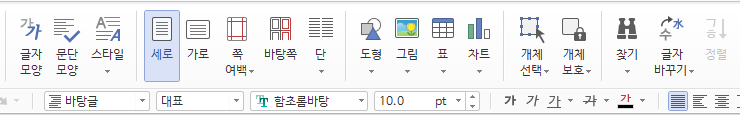 글자 모양
문단 모양
스타일
세로
가로
쪽 여백
바탕쪽
단
도형
그림
표
차트
개체 선택
개체 보호
찾기
글자 바꾸기
정렬
바탕글
대표
함초롬바탕
10.0 pt
가 가 가 가 가